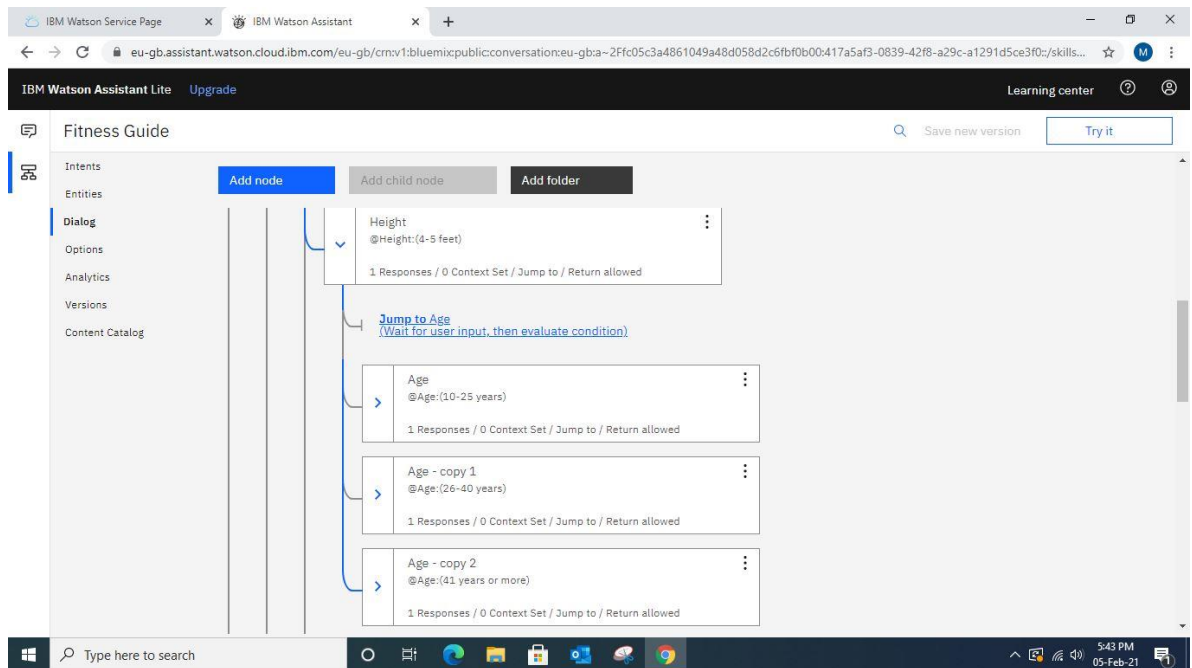 IBM Watson Service Page
IBM Watson Assistant
eu-gb.assistant.watson.cloud.ibm.com/eu-gb/crn:v1:bluemix:public:conversation:eu-gb:a~2Ffc05c3a4861049a48d058d2c6fbf0b00:417a5af3-0839-42f8-a29c-a1291d5ce3f0::/skills...
M
IBM Watson Assistant Lite Upgrade
Learning center
Fitness Guide
Save new version
Try it
Intents
Entities
Dialog
Options
Analytics
Versions
Content Catalog
Add node
Add child node
Add folder
Height
@Height:(4-5 feet)
1 Responses / 0 Context Set / Jump to / Return allowed
Jump to Age
(Wait for user input, then evaluate condition)
Age
@Age:(10-25 years)
1 Responses / 0 Context Set / Jump to / Return allowed
Age - copy 1
@Age:(26-40 years)
1 Responses / 0 Context Set / Jump to / Return allowed
Age - copy 2
@Age:(41 years or more)
1 Responses / 0 Context Set / Jump to / Return allowed
Type here to search
5:43 PM
05-Feb-21
1